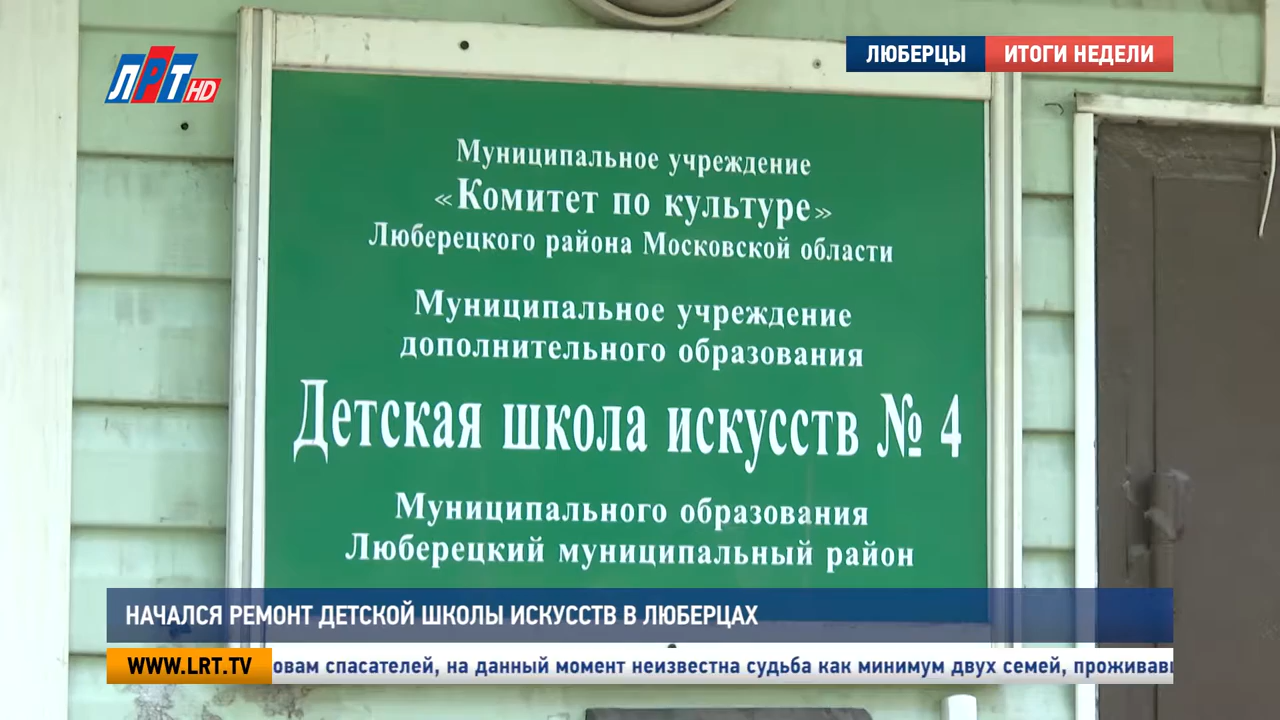 ЛРТ HD
ЛЮБЕРЦЫ ИТОГИ НЕДЕЛИ
Муниципальное учреждение
«Комитет по культуре»
Люберецкого района Московской области
Муниципальное учреждение
дополнительного образования
Детская школа искусств № 4
Муниципального образования
Люберецкий муниципальный район
НАЧАЛСЯ РЕМОНТ ДЕТСКОЙ ШКОЛЫ ИСКУССТВ В ЛЮБЕРЦАХ
WWW.LRT.TV овам спасателей, на данный момент неизвестна судьба как минимум двух семей, проживавш